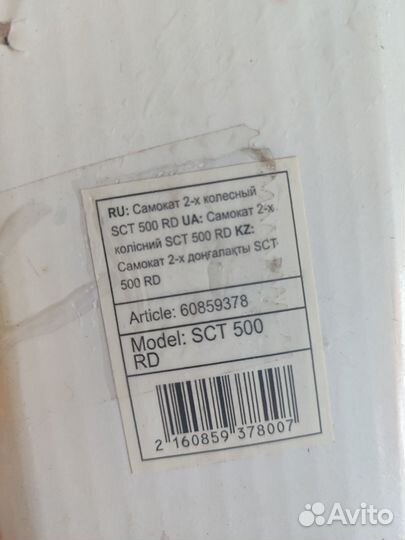 RU: Самокат 2-х колесный
SCT 500 RD UA: Самокат 2-х
колісний SCT 500 RD KZ:
Самокат 2-х доңғалақты SCT
500 RD
Article: 60859378
Model: SCT 500
RD
2 160859 378007
Avito